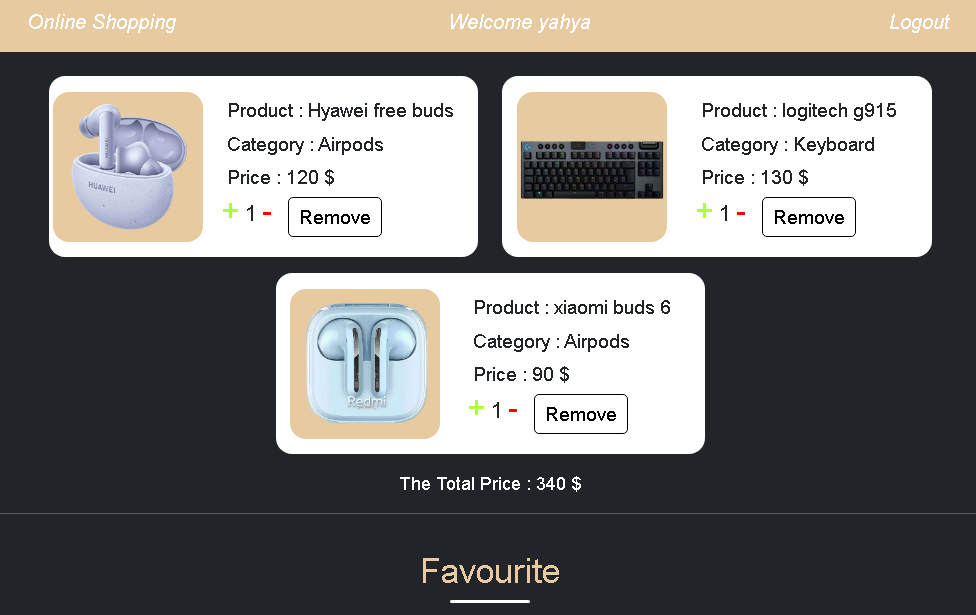 Online Shopping
Welcome yahya
Logout
HUAWEI
HUAWEI
Product : Hyawei free buds
Category : Airpods
Price : 120 $
+ 1 -
Remove
Product : logitech g915
Category : Keyboard
Price : 130 $
+ 1 -
Remove
Redmi
Product : xiaomi buds 6
Category : Airpods
Price : 90 $
+ 1 -
Remove
The Total Price : 340 $
Favourite